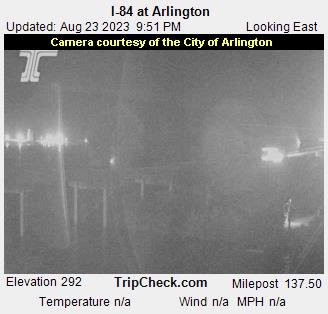 I-84 at Arlington
Updated: Aug 23 2023 9:51 PM Looking East
Camera courtesy of the City of Arlington
Elevation 292 TripCheck.com Milepost 137.50
Temperature n/a Wind n/a MPH n/a